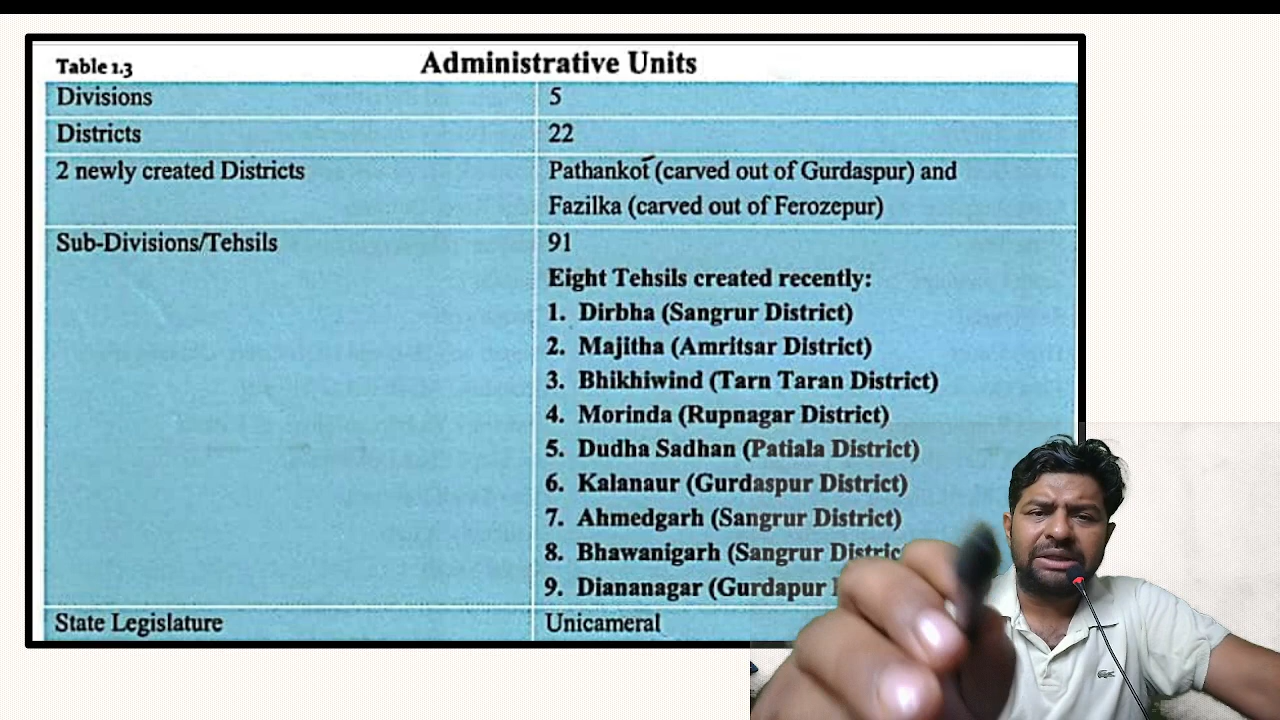 Table 1.3
Administrative Units
Divisions
5
Districts
22
2 newly created Districts
Pathankot (carved out of Gurdaspur) and
Fazilka (carved out of Ferozepur)
Sub-Divisions/Tehsils
91
Eight Tehsils created recently:
1. Dirbha (Sangrur District)
2. Majitha (Amritsar District)
3. Bhikhiwind (Tarn Taran District)
4. Morinda (Rupnagar District)
5. Dudha Sadhan (Patiala District)
6. Kalanaur (Gurdaspur District)
7. Ahmedgarh (Sangrur District)
8. Bhawanigarh (Sangrur Distric
9. Diananagar (Gurdapur
State Legislature
Unicameral